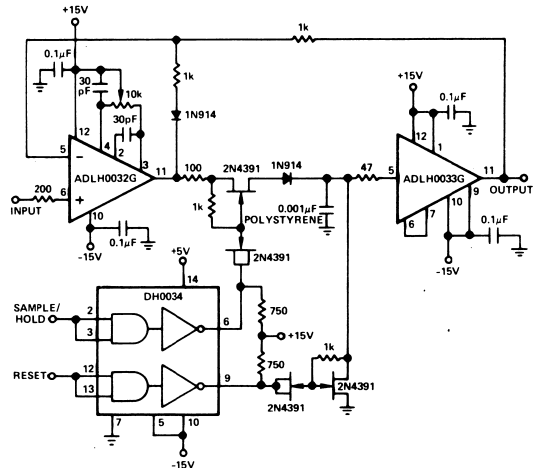 +15V
1k
0.1μF
30
pF
10k
1k
30pF
1N914
12
4
2
3
5
−
ADLH0032G
11
100
2N4391
1N914
47
200
6
+
INPUT
10
1k
POLYSTYRENE
0.001μF
0.1μF
-15V
+15V
0.1μF
12
1
5
ADLH0033G
11
OUTPUT
9
6
7
10
0.1μF
-15V
2N4391
+5V
14
DH0034
SAMPLE/
HOLD
2
3
6
750
+15V
750
RESET
12
13
9
1k
2N4391
2N4391
7
5
10
-15V